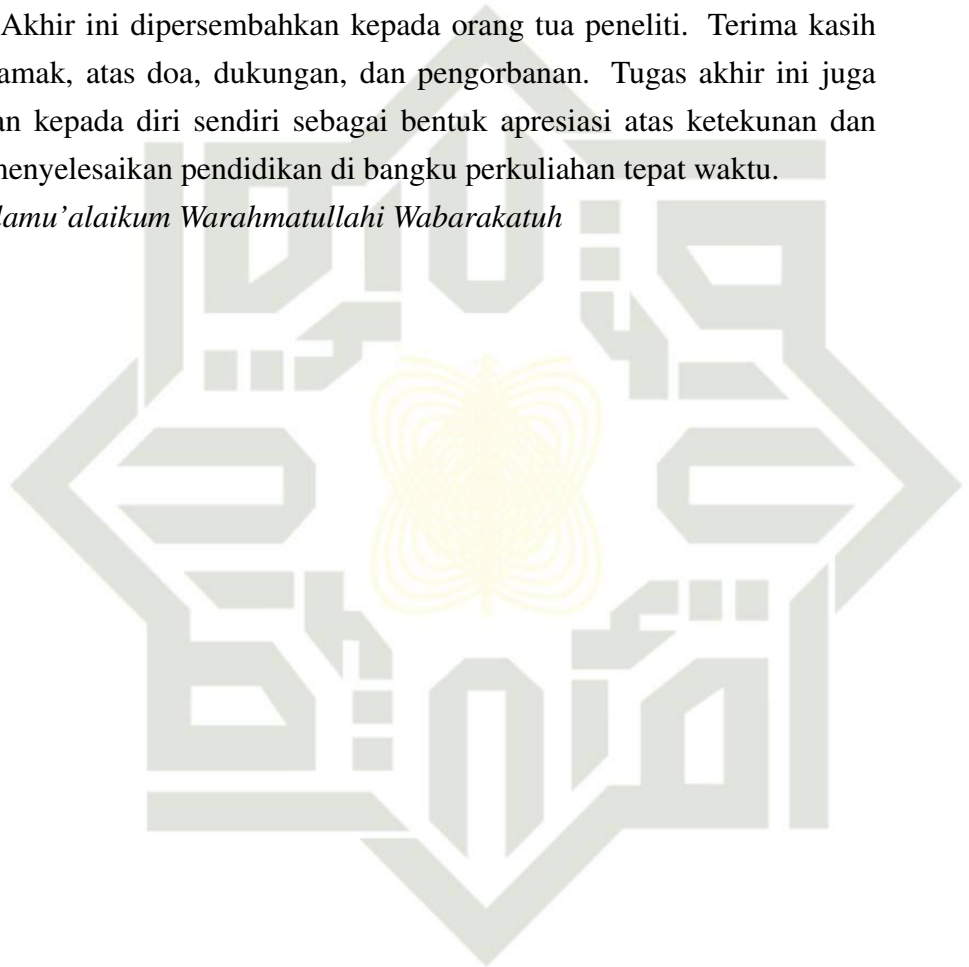 Akhir ini dipersembahkan kepada orang tua peneliti. Terima kasih
amak, atas doa, dukungan, dan pengorbanan. Tugas akhir ini juga
an kepada diri sendiri sebagai bentuk apresiasi atas ketekunan dan
menyelesaikan pendidikan di bangku perkuliahan tepat waktu.
lamu'alaikum Warahmatullahi Wabarakatuh